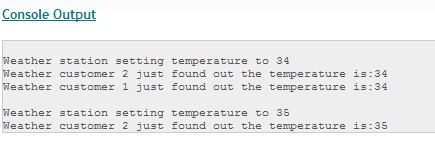 Console Output
Weather station setting temperature to 34
Weather customer 2 just found out the temperature is:34
Weather customer 1 just found out the temperature is:34
Weather station setting temperature to 35
Weather customer 2 just found out the temperature is:35